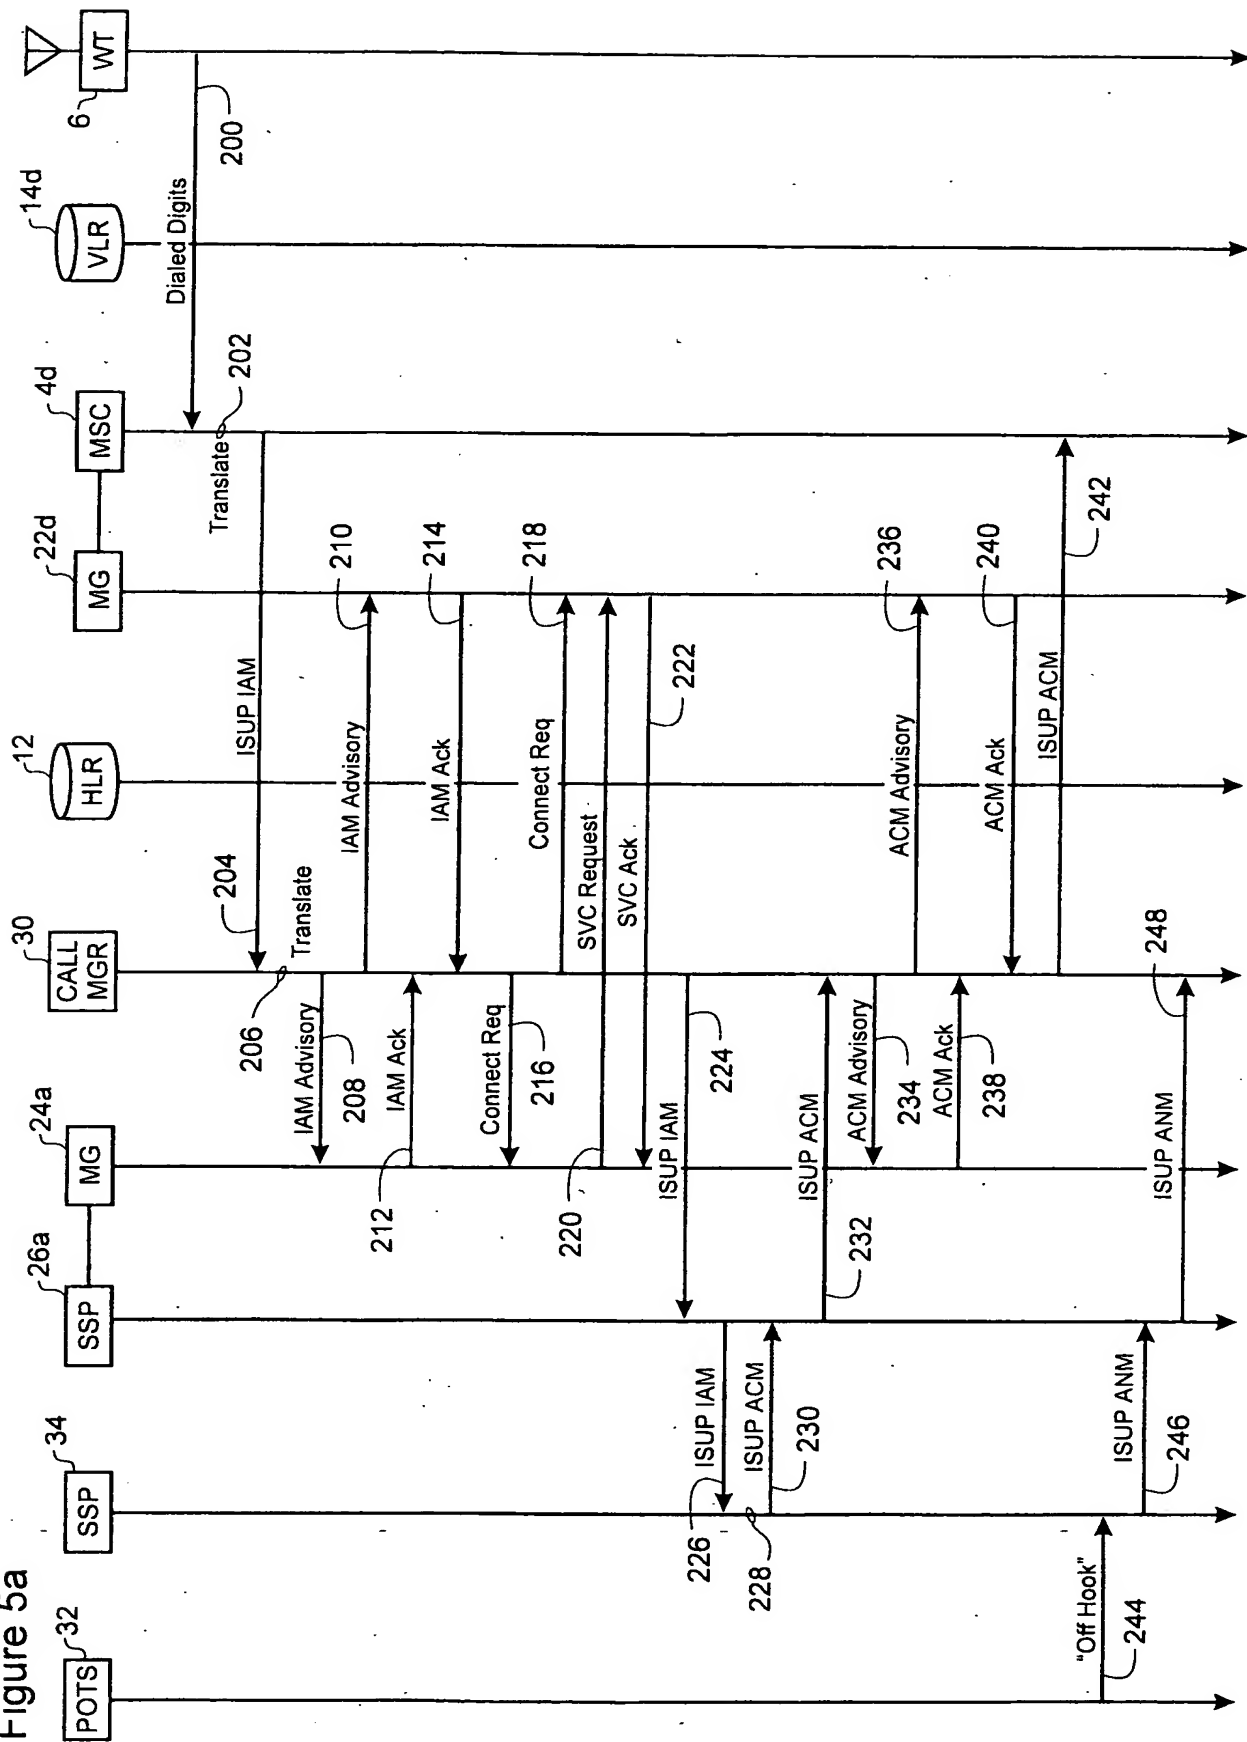 Figure 5a
POTS
32
SSP
34
SSP
26a
MG
24a
CALL
MGR
30
HLR
12
MG
22d
MSC
4d
VLR
14d
WT
6
Dialed Digits
200
Translate
202
ISUP IAM
204
Translate
206
IAM Advisory
208
IAM Advisory
210
IAM Ack
212
IAM Ack
214
Connect Req
216
Connect Req
218
SVC Request
220
SVC Ack
222
ISUP IAM
224
ISUP IAM
226
228
ISUP ACM
230
ISUP ACM
232
ACM Advisory
234
ACM Advisory
236
ACM Ack
238
ACM Ack
240
ISUP ACM
242
"Off Hook"
244
ISUP ANM
246
ISUP ANM
248